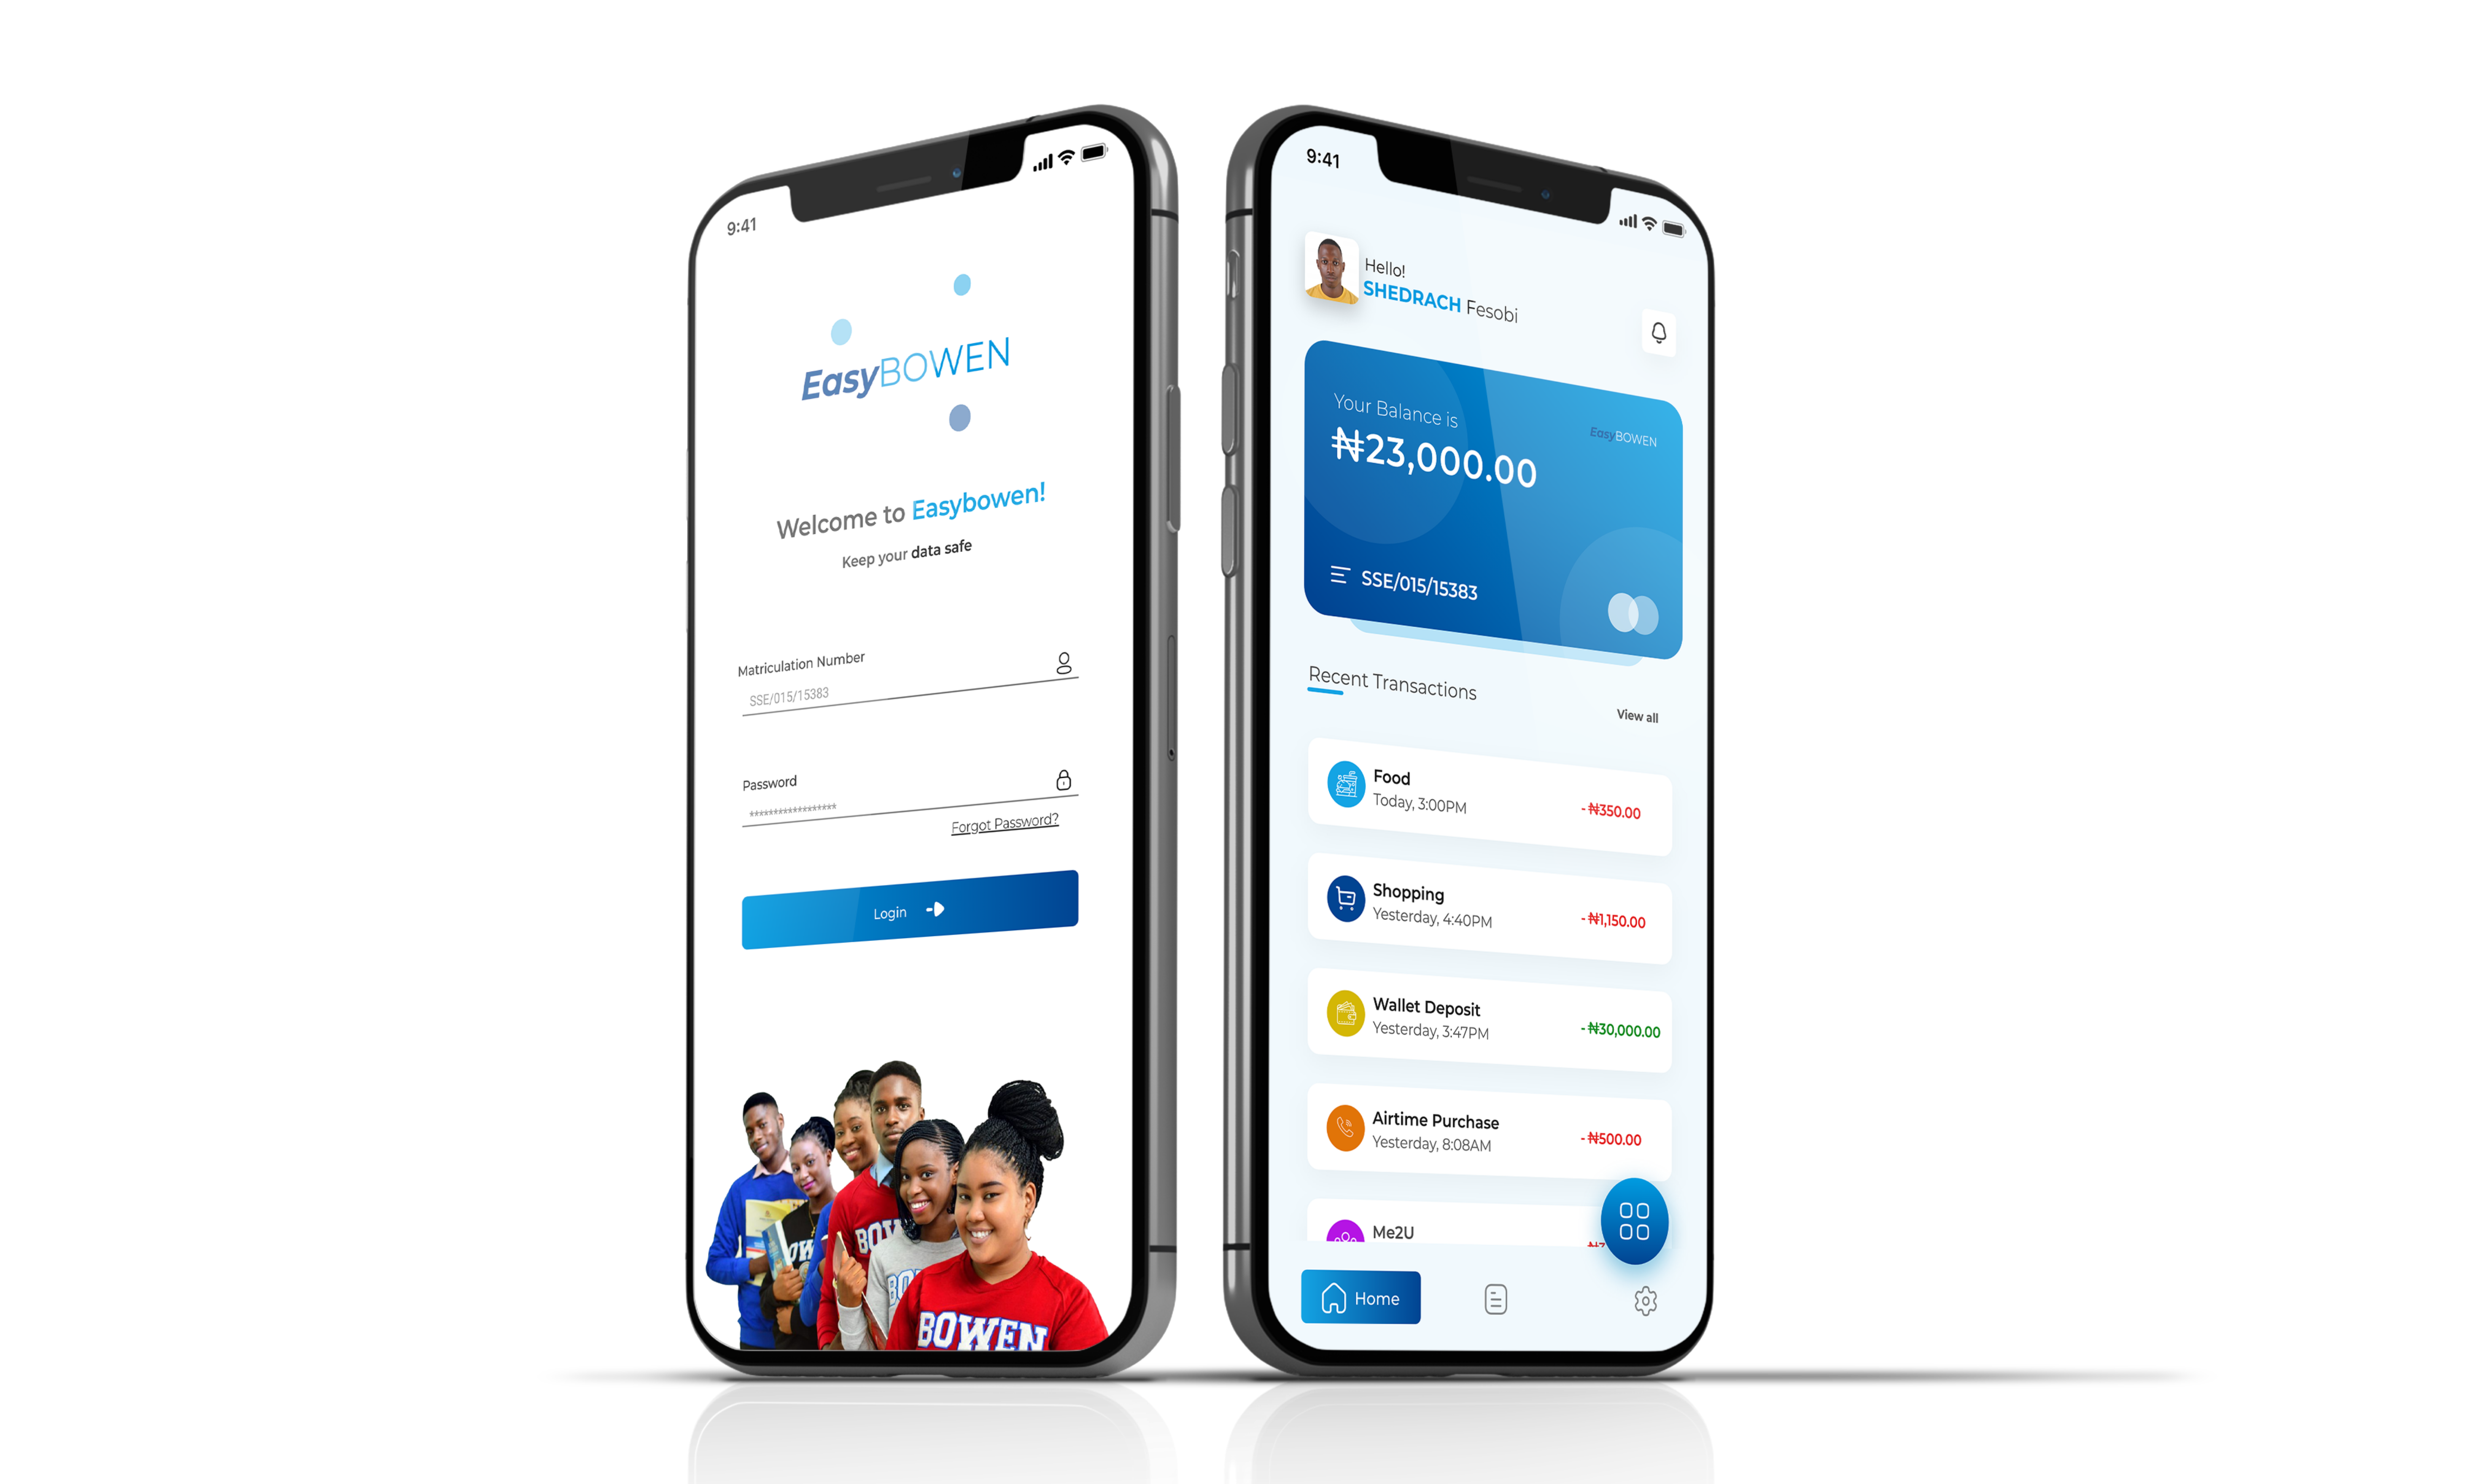 9:41
EasyBOWEN
Welcome to Easybowen!
Keep your data safe
Matriculation Number
SSE/015/15383
Password
******************
Forgot Password?
Login
BOWEN
9:41
Hello!
SHEDRACH Fesobi
Your Balance is
EasyBOWEN
₦23,000.00
SSE/015/15383
Recent Transactions
View all
Food
Today, 3:00PM
- ₦350.00
Shopping
Yesterday, 4:40PM
- ₦1,150.00
Wallet Deposit
Yesterday, 3:47PM
- ₦30,000.00
Airtime Purchase
Yesterday, 8:08AM
- ₦500.00
Me2U
Home